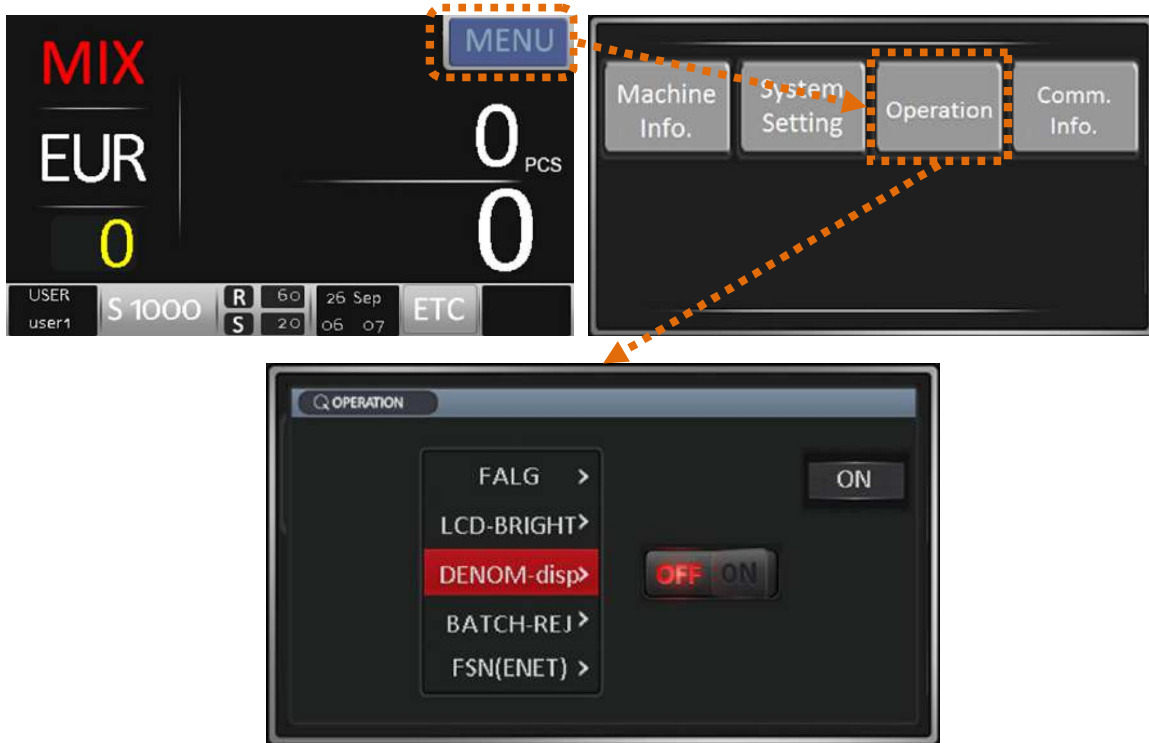 MIX
MENU
EUR
0 PCS
0
0
USER
user1
S 1000
R 60
S 20
26 Sep
06 07
ETC
Machine
Info.
System
Setting
Operation
Comm.
Info.
OPERATION
FALG >
LCD-BRIGHT>
DENOM-disp>
BATCH-REJ>
FSN(ENET) >
OFF ON
ON